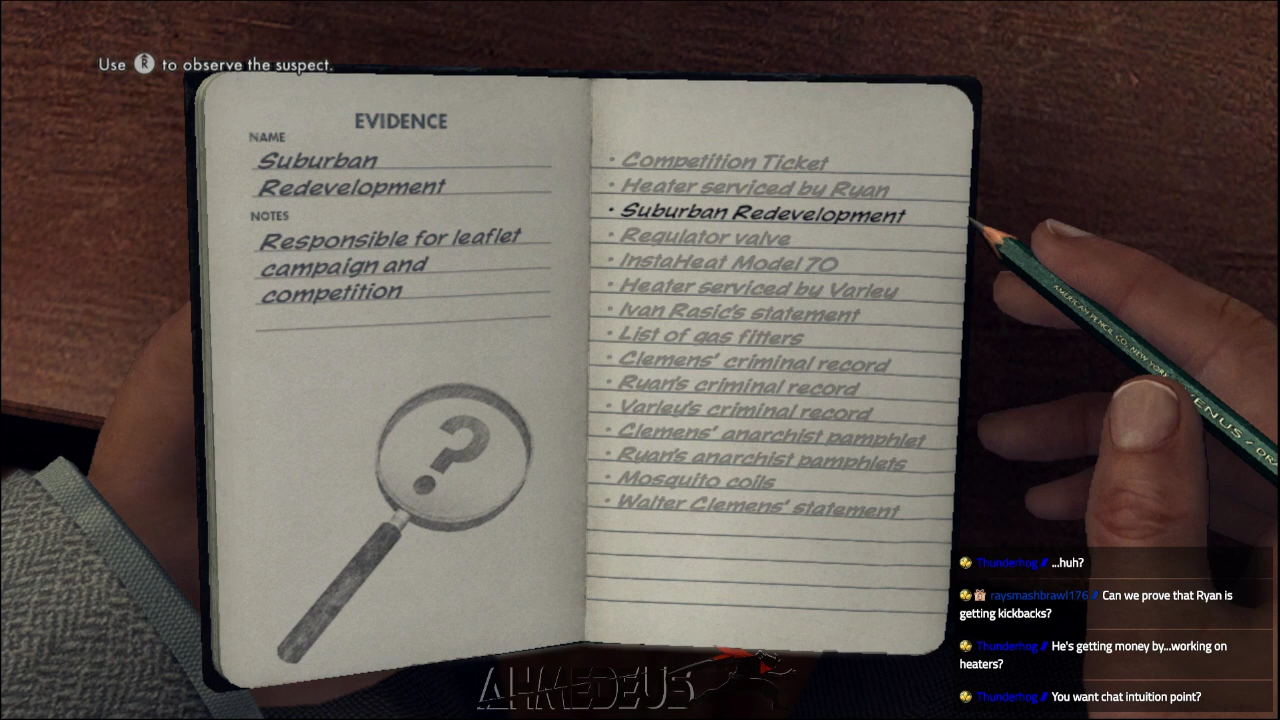 Use R to observe the suspect.
EVIDENCE
NAME
Suburban
Redevelopment
NOTES
Responsible for leaflet
campaign and
competition
• Competition Ticket
• Heater serviced by Ryan
• Suburban Redevelopment
• Regulator valve
• InstaHeat Model 70
• Heater serviced by Varley
• Ivan Rasic's statement
• List of gas fitters
• Clemens' criminal record
• Ryan's criminal record
• Varley's criminal record
• Clemens' anarchist pamphlet
• Ryan's anarchist pamphlets
• Mosquito coils
• Walter Clemens' statement
AMERICAN PENCIL CO. NEW YORK
VENUS
Thunderhog // ...huh?
raysmashbrawl176 // Can we prove that Ryan is
getting kickbacks?
Thunderhog // He's getting money by...working on
heaters?
Thunderhog // You want chat intuition point?
AHMEDEUS